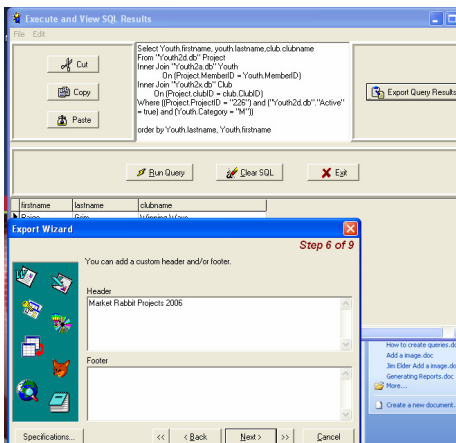 Execute and View SQL Results
File Edit
Cut
Copy
Paste
Select Youth.firstname, youth.lastname,club.clubname
From "Youth2d.db" Project
Inner Join "Youth2a.db" Youth
On (Project.MemberID = Youth.MemberID)
Inner Join "Youth2x.db" Club
On (Project.clubID = club.ClubID)
Where ((Project.ProjectID = "226") and ("Youth2d.db"."Active"
= true) and (Youth.Category = "M"))
order by Youth.lastname, Youth.firstname
Export Query Results
Run Query
Clear SQL
Exit
firstname lastname clubname
Export Wizard
Step 6 of 9
You can add a custom header and/or footer.
Header
Market Rabbit Projects 2006
Footer
Specifications...
<< < Back Next > >> Cancel
How to create queries.do
Add a image.doc
Jim Elder Add a image.do
Generating Reports.doc
More...
Create a new document.